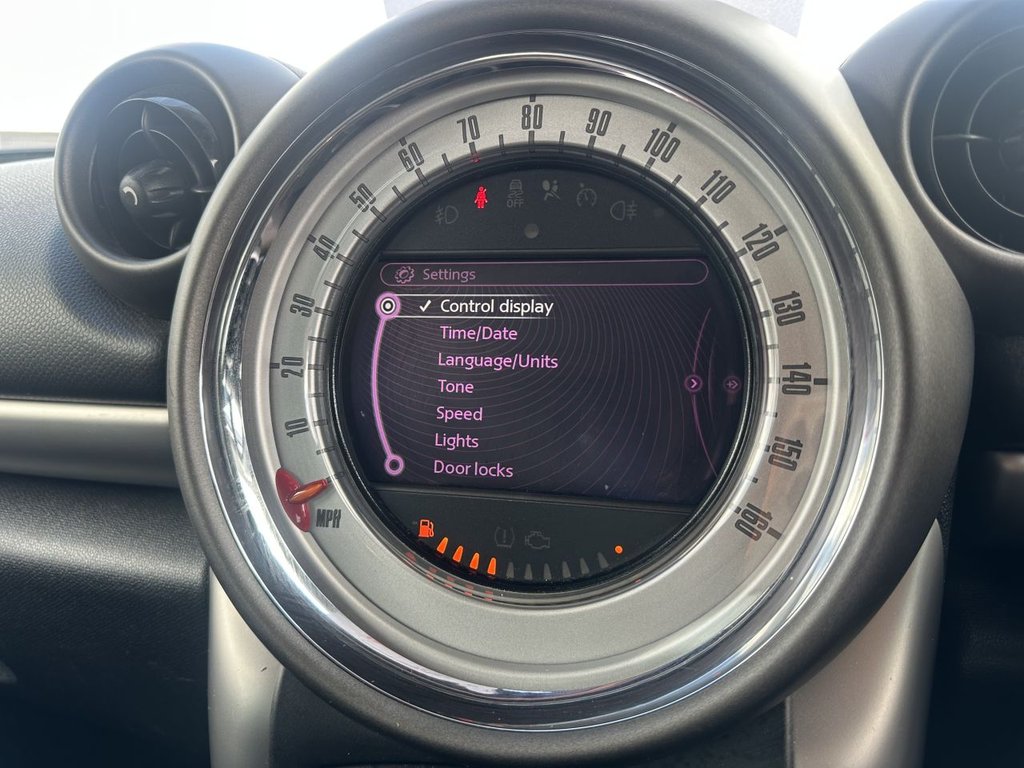 10
20
30
40
50
60
70
80
90
100
110
120
130
140
150
160
MPH
OFF
Settings
✓ Control display
Time/Date
Language/Units
Tone
Speed
Lights
Door locks